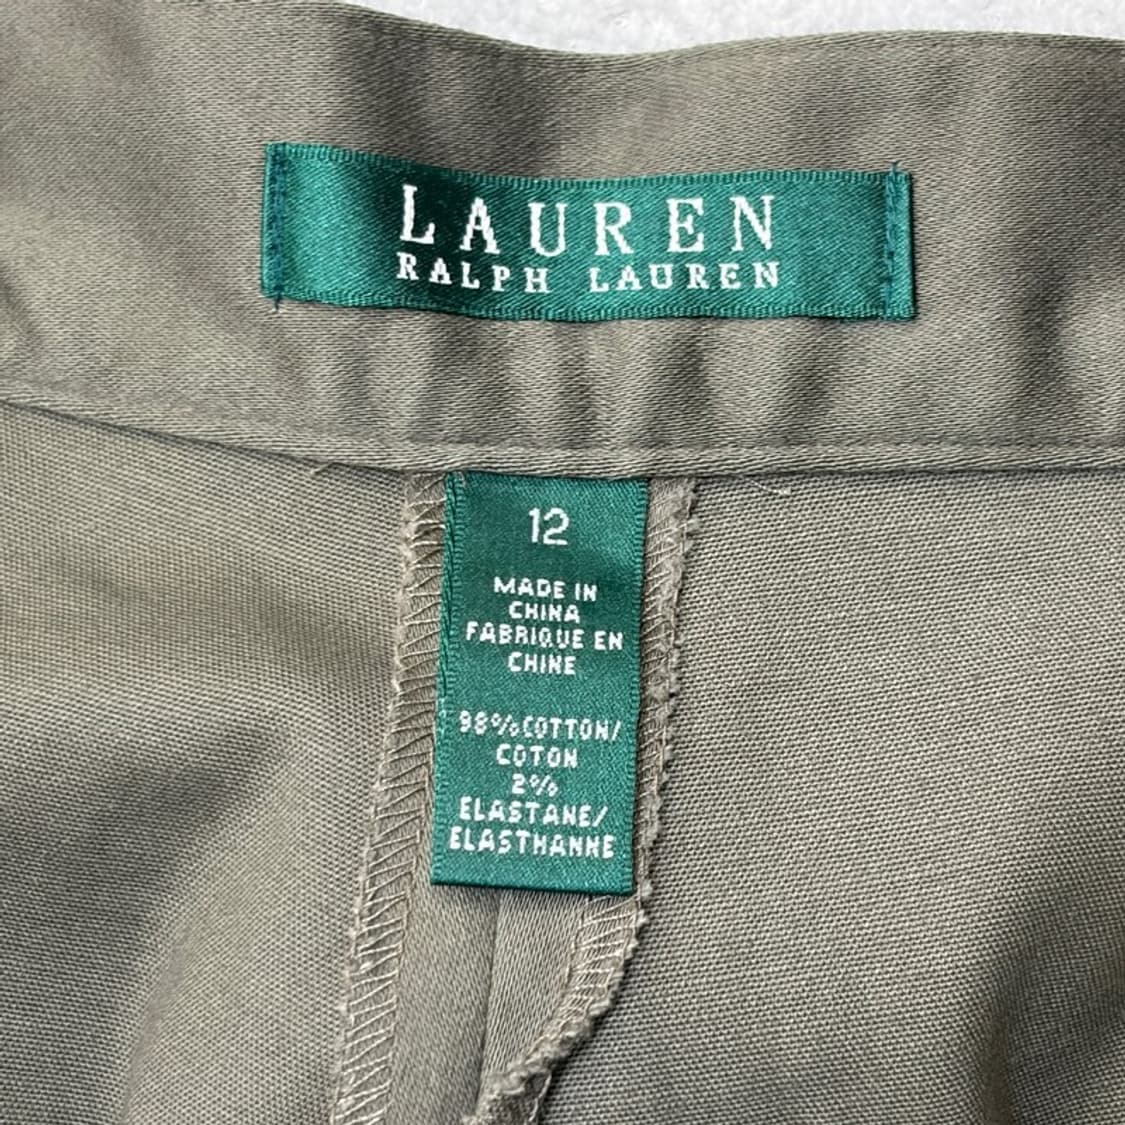 LAUREN
RALPH LAUREN
12
MADE IN
CHINA
FABRIQUE EN
CHINE
98% COTTON/
COTON
2%
ELASTANE/
ELASTHANNE